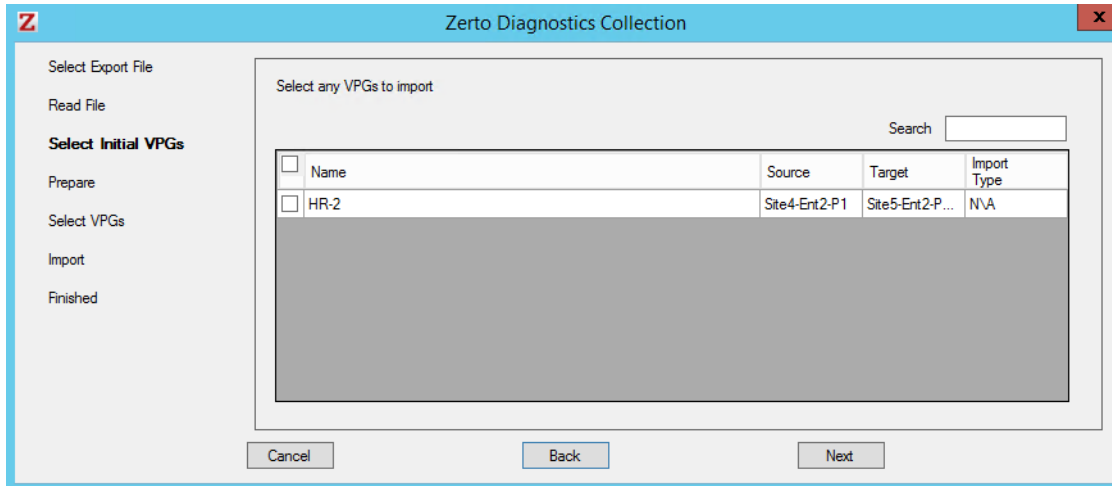 Z
Zerto Diagnostics Collection
x
Select Export File
Read File
Select Initial VPGs
Prepare
Select VPGs
Import
Finished
Select any VPGs to import
Search
Name Source Target Import Type
HR-2 Site4-Ent2-P1 Site5-Ent2-P... N\A
Cancel Back Next